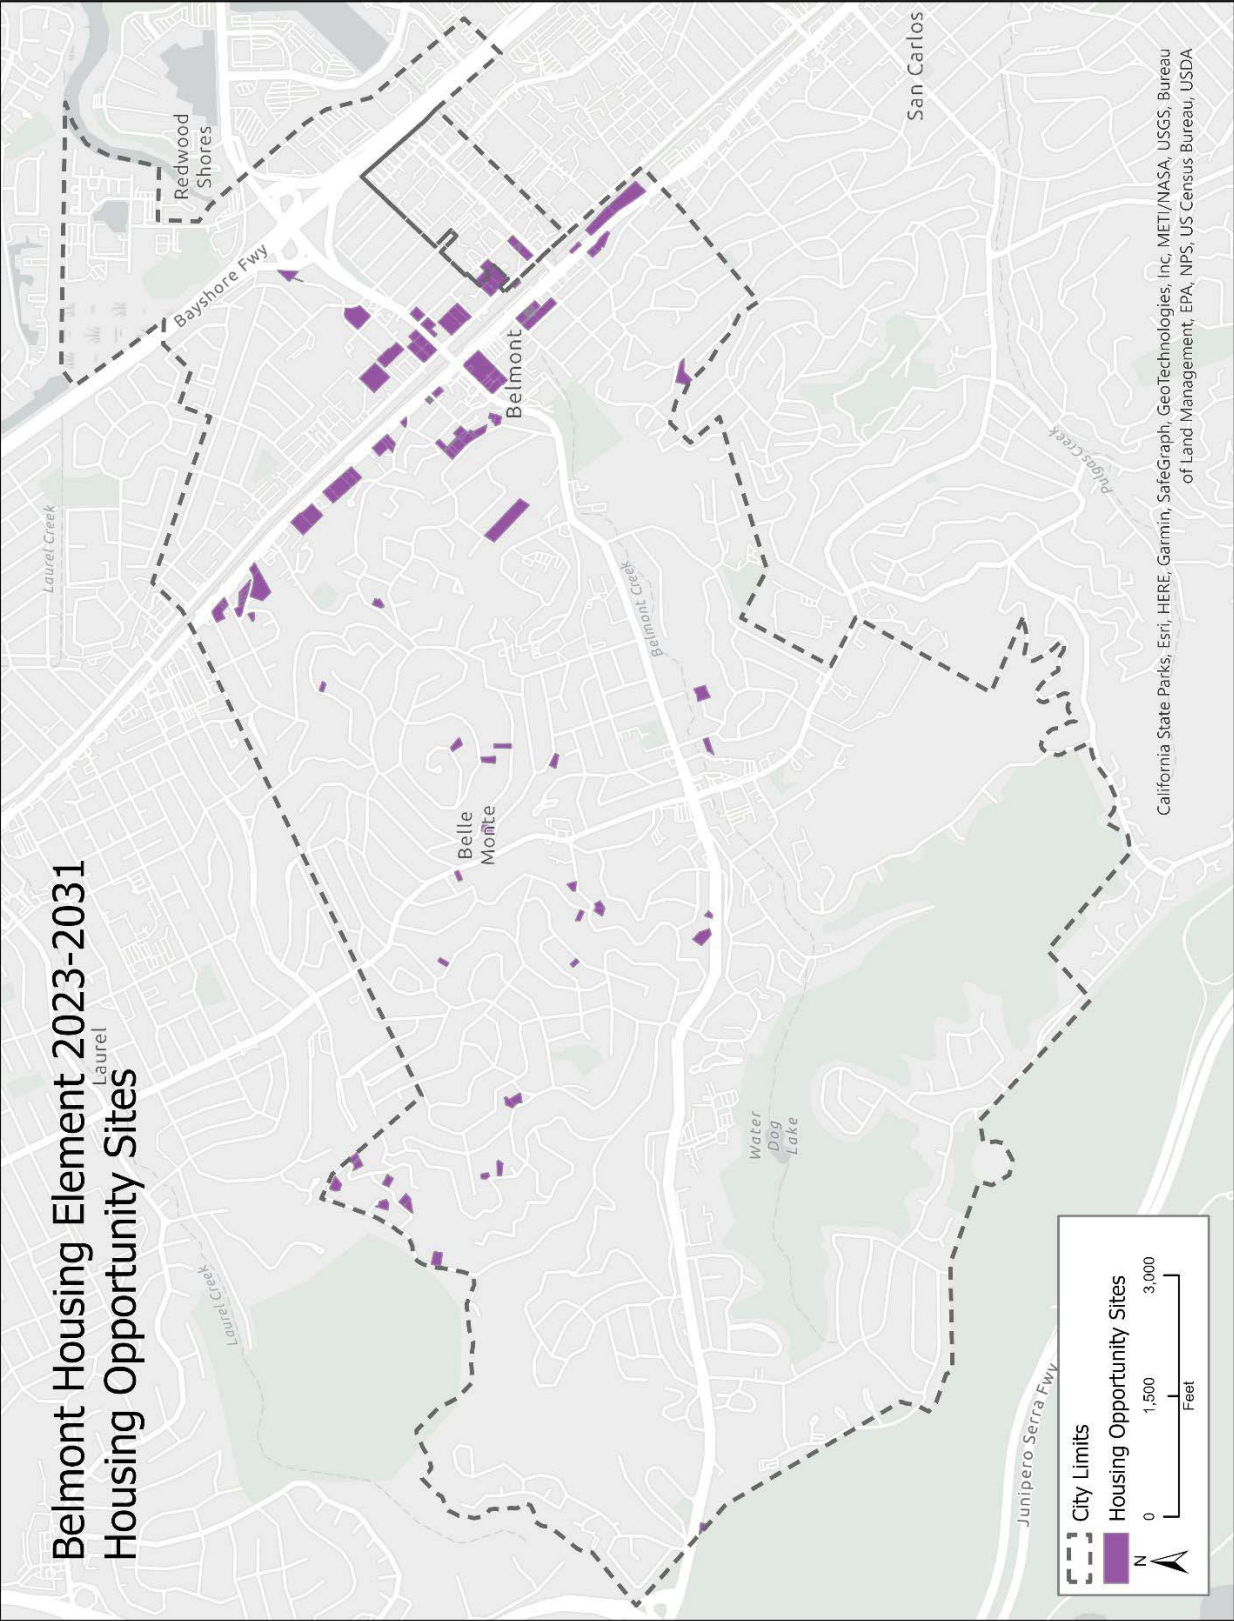 Belmont Housing Element 2023-2031
Housing Opportunity Sites
Laurel
Laurel Creek
Laurel Creek
Bayshore Fwy
Redwood
Shores
Belle
Monte
Belmont
San Carlos
Belmont Creek
Pulgas Creek
Water
Dog
Lake
Junipero Serra Fwy
City Limits
Housing Opportunity Sites
N
0 1,500 3,000
Feet
California State Parks, Esri, HERE, Garmin, SafeGraph, GeoTechnologies, Inc, METI/NASA, USGS, Bureau
of Land Management, EPA, NPS, US Census Bureau, USDA